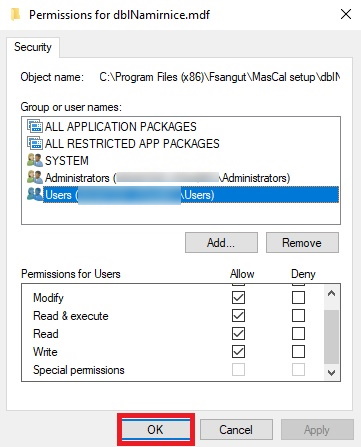 Permissions for dblNamirnice.mdf
Security
Object name: C:\Program Files (x86)\Fsangut\MasCal setup\dblN
Group or user names:
ALL APPLICATION PACKAGES
ALL RESTRICTED APP PACKAGES
SYSTEM
Administrators ( \Administrators)
Users ( \Users)
Add... Remove
Permissions for Users Allow Deny
Modify
Read & execute
Read
Write
Special permissions
OK Cancel Apply